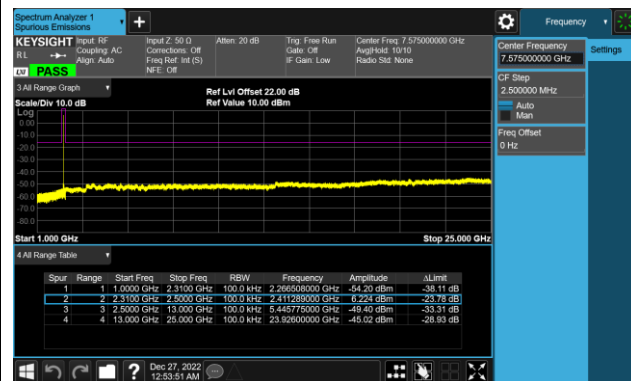 Spectrum Analyzer 1
Spurious Emissions
Frequency
KEYSIGHT
Input: RF
Coupling: AC
Align: Auto
Input Z: 50 Ω
Corrections: Off
Freq Ref: Int (S)
NFE: Off
Atten: 20 dB
Trig: Free Run
Gate: Off
IF Gain: Low
Center Freq: 7.575000000 GHz
Avg|Hold: 10/10
Radio Std: None
R L
LXI PASS
Center Frequency
7.575000000 GHz
Settings
CF Step
2.500000 MHz
Auto
Man
Freq Offset
0 Hz
3 All Range Graph
Scale/Div 10.0 dB
Ref Lvl Offset 22.00 dB
Ref Value 10.00 dBm
Log
0.00
-10.0
-20.0
-30.0
-40.0
-50.0
-60.0
-70.0
-80.0
Start 1.000 GHz
Stop 25.000 GHz
4 All Range Table
Spur Range Start Freq Stop Freq RBW Frequency Amplitude ΔLimit
1 1 1.0000 GHz 2.3100 GHz 100.0 kHz 2.266508000 GHz -54.20 dBm -38.11 dB
2 2 2.3100 GHz 2.5000 GHz 100.0 kHz 2.411289000 GHz 6.224 dBm -23.78 dB
3 3 2.5000 GHz 13.000 GHz 100.0 kHz 5.445775000 GHz -49.40 dBm -33.31 dB
4 4 13.000 GHz 25.000 GHz 100.0 kHz 23.92600000 GHz -45.02 dBm -28.93 dB
?
Dec 27, 2022
12:53:51 AM